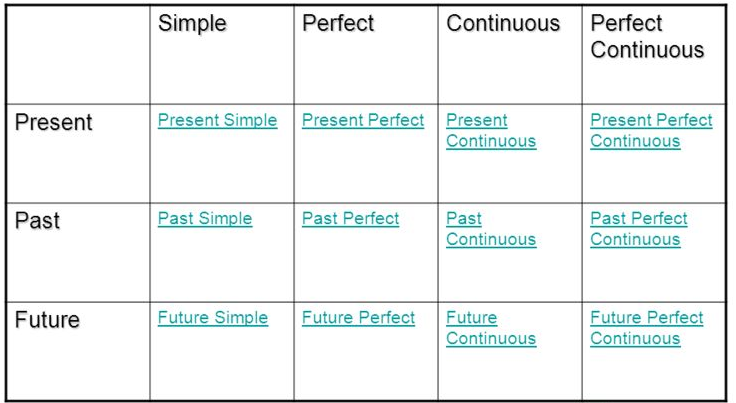 Simple
Perfect
Continuous
Perfect
Continuous
Present
Present Simple
Present Perfect
Present
Continuous
Present Perfect
Continuous
Past
Past Simple
Past Perfect
Past
Continuous
Past Perfect
Continuous
Future
Future Simple
Future Perfect
Future
Continuous
Future Perfect
Continuous